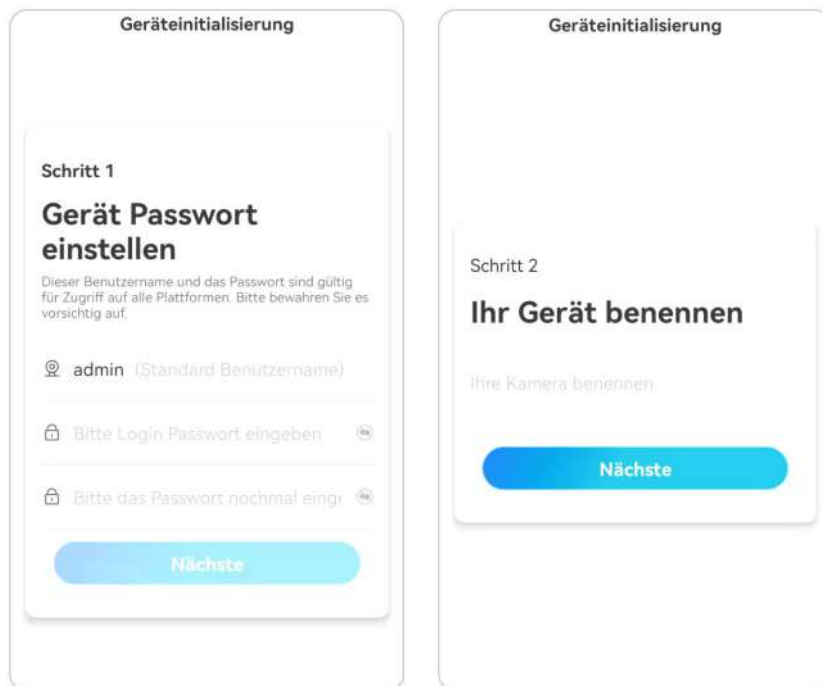 Geräteinitialisierung
Schritt 1
Gerät Passwort
einstellen
Dieser Benutzername und das Passwort sind gültig
für Zugriff auf alle Plattformen. Bitte bewahren Sie es
vorsichtig auf.
admin (Standard Benutzername)
Bitte Login Passwort eingeben
Bitte das Passwort nochmal eing
Nächste
Geräteinitialisierung
Schritt 2
Ihr Gerät benennen
Ihre Kamera benennen
Nächste